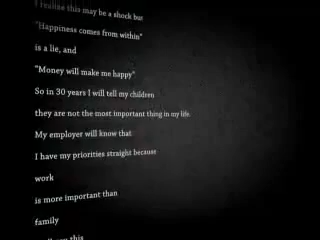 I realise this may be a shock but
"Happiness comes from within"
is a lie, and
"Money will make me happy"
So in 30 years I will tell my children
they are not the most important thing in my life.
My employer will know that
I have my priorities straight because
work
is more important than
family
this